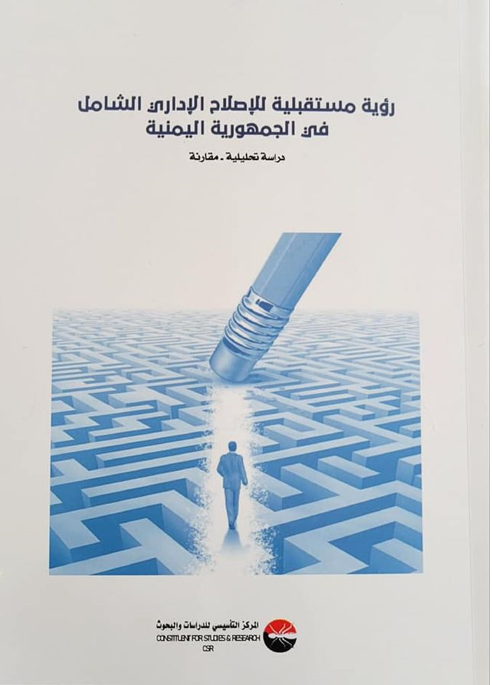 رؤية مستقبلية للإصلاح الإداري الشامل
في الجمهورية اليمنية
دراسة تحليلية - مقارنة
المركز التأسيسي للدراسات والبحوث
CONSTITUENT FOR STUDIES & RESEARCH
CSR